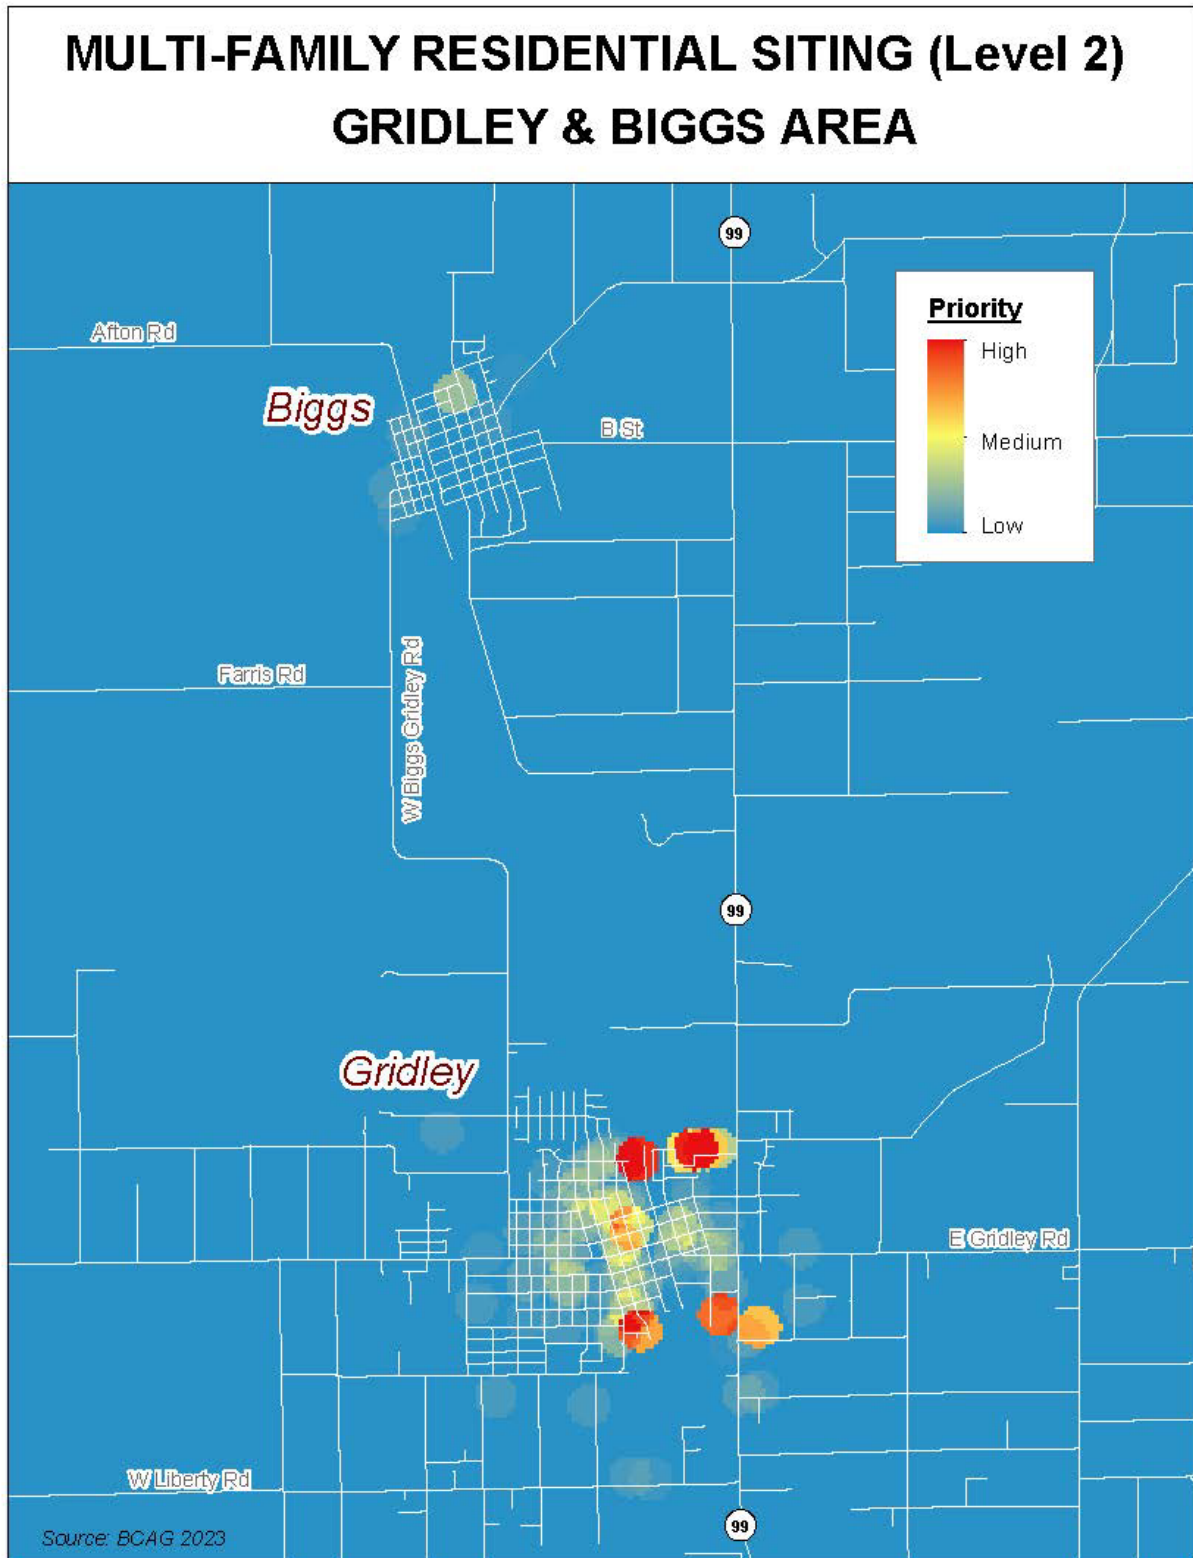 MULTI-FAMILY RESIDENTIAL SITING (Level 2)
GRIDLEY & BIGGS AREA
99
Priority
High
Medium
Low
Afton Rd
Biggs
B St
Farris Rd
W Biggs Gridley Rd
99
Gridley
E Gridley Rd
W Liberty Rd
99
Source: BCAG 2023